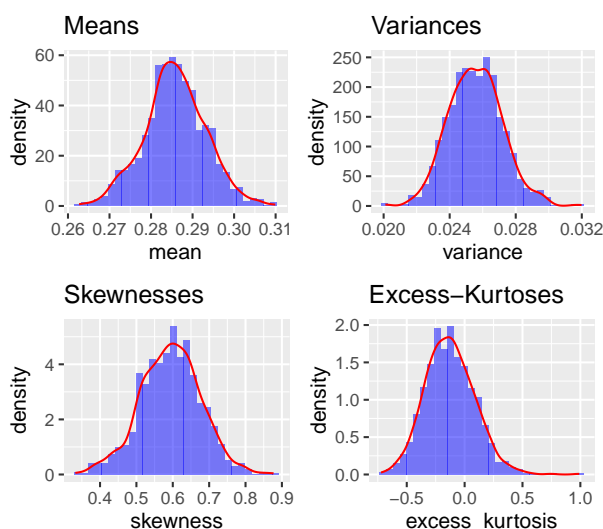 Means
60
40
20
0
density
0.26 0.27 0.28 0.29 0.30 0.31
mean
Variances
250
200
150
100
50
0
density
0.020 0.024 0.028 0.032
variance
Skewnesses
4
2
0
density
0.4 0.5 0.6 0.7 0.8 0.9
skewness
Excess−Kurtoses
2.0
1.5
1.0
0.5
0.0
density
−0.5 0.0 0.5 1.0
excess kurtosis